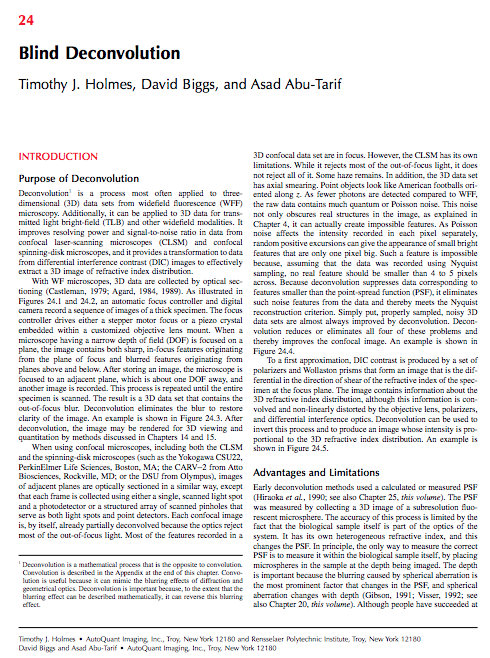 24
Blind Deconvolution
Timothy J. Holmes, David Biggs, and Asad Abu-Tarif
INTRODUCTION
Purpose of Deconvolution
Deconvolution¹ is a process most often applied to three-
dimensional (3D) data sets from widefield fluorescence (WFF)
microscopy. Additionally, it can be applied to 3D data for trans-
mitted light bright-field (TLB) and other widefield modalities. It
improves resolving power and signal-to-noise ratio in data from
confocal laser-scanning microscopes (CLSM) and confocal
spinning-disk microscopes, and it provides a transformation to data
from differential interference contrast (DIC) images to effectively
extract a 3D image of refractive index distribution.
With WF microscopes, 3D data are collected by optical sec-
tioning (Castleman, 1979; Agard, 1984, 1989). As illustrated in
Figures 24.1 and 24.2, an automatic focus controller and digital
camera record a sequence of images of a thick specimen. The focus
controller drives either a stepper motor focus or a piezo crystal
embedded within a customized objective lens mount. When a
microscope having a narrow depth of field (DOF) is focused on a
plane, the image contains both sharp, in-focus features originating
from the plane of focus and blurred features originating from
planes above and below. After storing an image, the microscope is
focused to an adjacent plane, which is about one DOF away, and
another image is recorded. This process is repeated until the entire
specimen is scanned. The result is a 3D data set that contains the
out-of-focus blur. Deconvolution eliminates the blur to restore
clarity of the image. An example is shown in Figure 24.3. After
deconvolution, the image may be rendered for 3D viewing and
quantitation by methods discussed in Chapters 14 and 15.
When using confocal microscopes, including both the CLSM
and the spinning-disk microscopes (such as the Yokogawa CSU22,
PerkinElmer Life Sciences, Boston, MA; the CARV–2 from Atto
Biosciences, Rockville, MD; or the DSU from Olympus), images
of adjacent planes are optically sectioned in a similar way, except
that each frame is collected using either a single, scanned light spot
and a photodetector or a structured array of scanned pinholes that
serve as both light spots and point detectors. Each confocal image
is, by itself, already partially deconvolved because the optics reject
most of the out-of-focus light. Most of the features recorded in a
¹ Deconvolution is a mathematical process that is the opposite to convolution.
Convolution is described in the Appendix at the end of this chapter. Convo-
lution is useful because it can mimic the blurring effects of diffraction and
geometrical optics. Deconvolution is important because, to the extent that the
blurring effect can be described mathematically, it can reverse this blurring
effect.
3D confocal data set are in focus. However, the CLSM has its own
limitations. While it rejects most of the out-of-focus light, it does
not reject all of it. Some haze remains. In addition, the 3D data set
has axial smearing. Point objects look like American footballs ori-
ented along z. As fewer photons are detected compared to WFF,
the raw data contains much quantum or Poisson noise. This noise
not only obscures real structures in the image, as explained in
Chapter 4, it can actually create impossible features. As Poisson
noise affects the intensity recorded in each pixel separately,
random positive excursions can give the appearance of small bright
features that are only one pixel big. Such a feature is impossible
because, assuming that the data was recorded using Nyquist
sampling, no real feature should be smaller than 4 to 5 pixels
across. Because deconvolution suppresses data corresponding to
features smaller than the point-spread function (PSF), it eliminates
such noise features from the data and thereby meets the Nyquist
reconstruction criterion. Simply put, properly sampled, noisy 3D
data sets are almost always improved by deconvolution. Decon-
volution reduces or eliminates all four of these problems and
thereby improves the confocal image. An example is shown in
Figure 24.4.
To a first approximation, DIC contrast is produced by a set of
polarizers and Wollaston prisms that form an image that is the dif-
ferential in the direction of shear of the refractive index of the spec-
imen at the focus plane. The image contains information about the
3D refractive index distribution, although this information is con-
volved and non-linearly distorted by the objective lens, polarizers,
and differential interference optics. Deconvolution can be used to
invert this process and to produce an image whose intensity is pro-
portional to the 3D refractive index distribution. An example is
shown in Figure 24.5.
Advantages and Limitations
Early deconvolution methods used a calculated or measured PSF
(Hiraoka et al., 1990; see also Chapter 25, this volume). The PSF
was measured by collecting a 3D image of a subresolution fluo-
rescent microsphere. The accuracy of this process is limited by the
fact that the biological sample itself is part of the optics of the
system. It has its own heterogeneous refractive index, and this
changes the PSF. In principle, the only way to measure the correct
PSF is to measure it within the biological sample itself, by placing
microspheres in the sample at the depth being imaged. The depth
is important because the blurring caused by spherical aberration is
the most prominent factor that changes in the PSF, and spherical
aberration changes with depth (Gibson, 1991; Visser, 1992; see
also Chapter 20, this volume). Although people have succeeded at
Timothy J. Holmes • AutoQuant Imaging, Inc., Troy, New York 12180 and Rensselaer Polytechnic Institute, Troy, New York 12180
David Biggs and Asad Abu-Tarif • AutoQuant Imaging, Inc., Troy, New York 12180